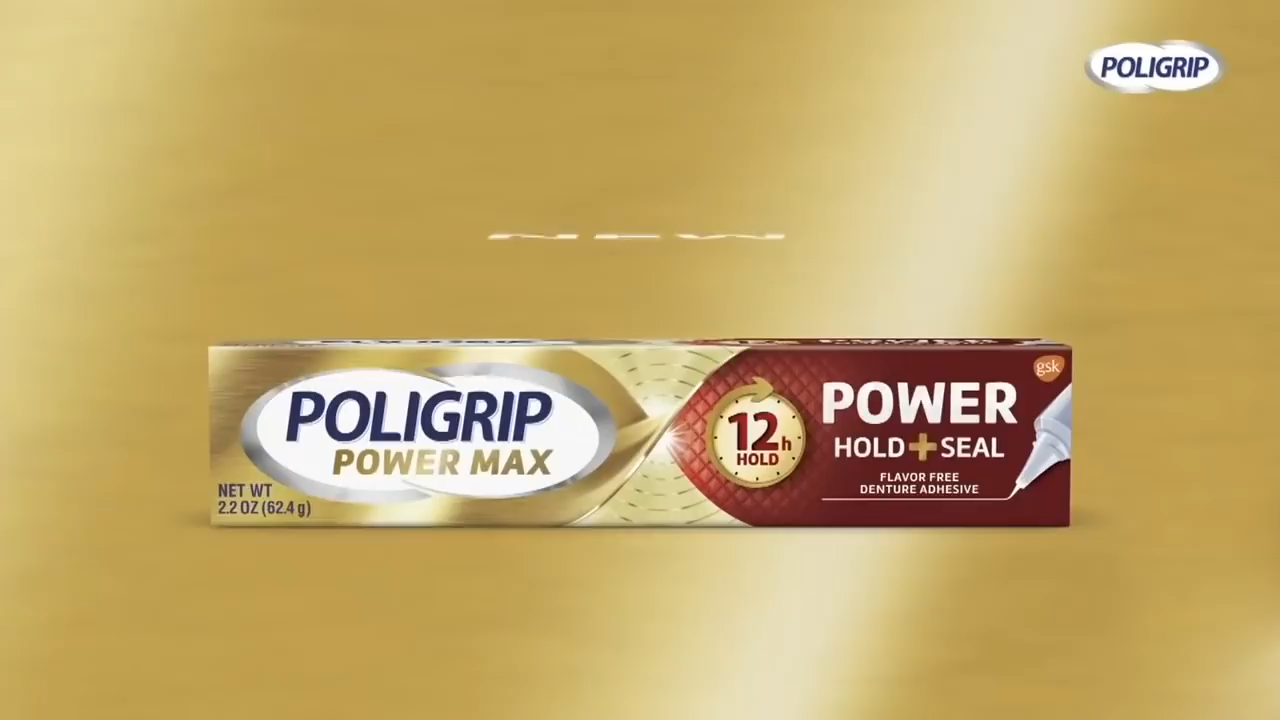 POLIGRIP
NEW
POLIGRIP
POWER MAX
NET WT
2.2 OZ (62.4 g)
12h
HOLD
POWER
HOLD + SEAL
FLAVOR FREE
DENTURE ADHESIVE
gsk